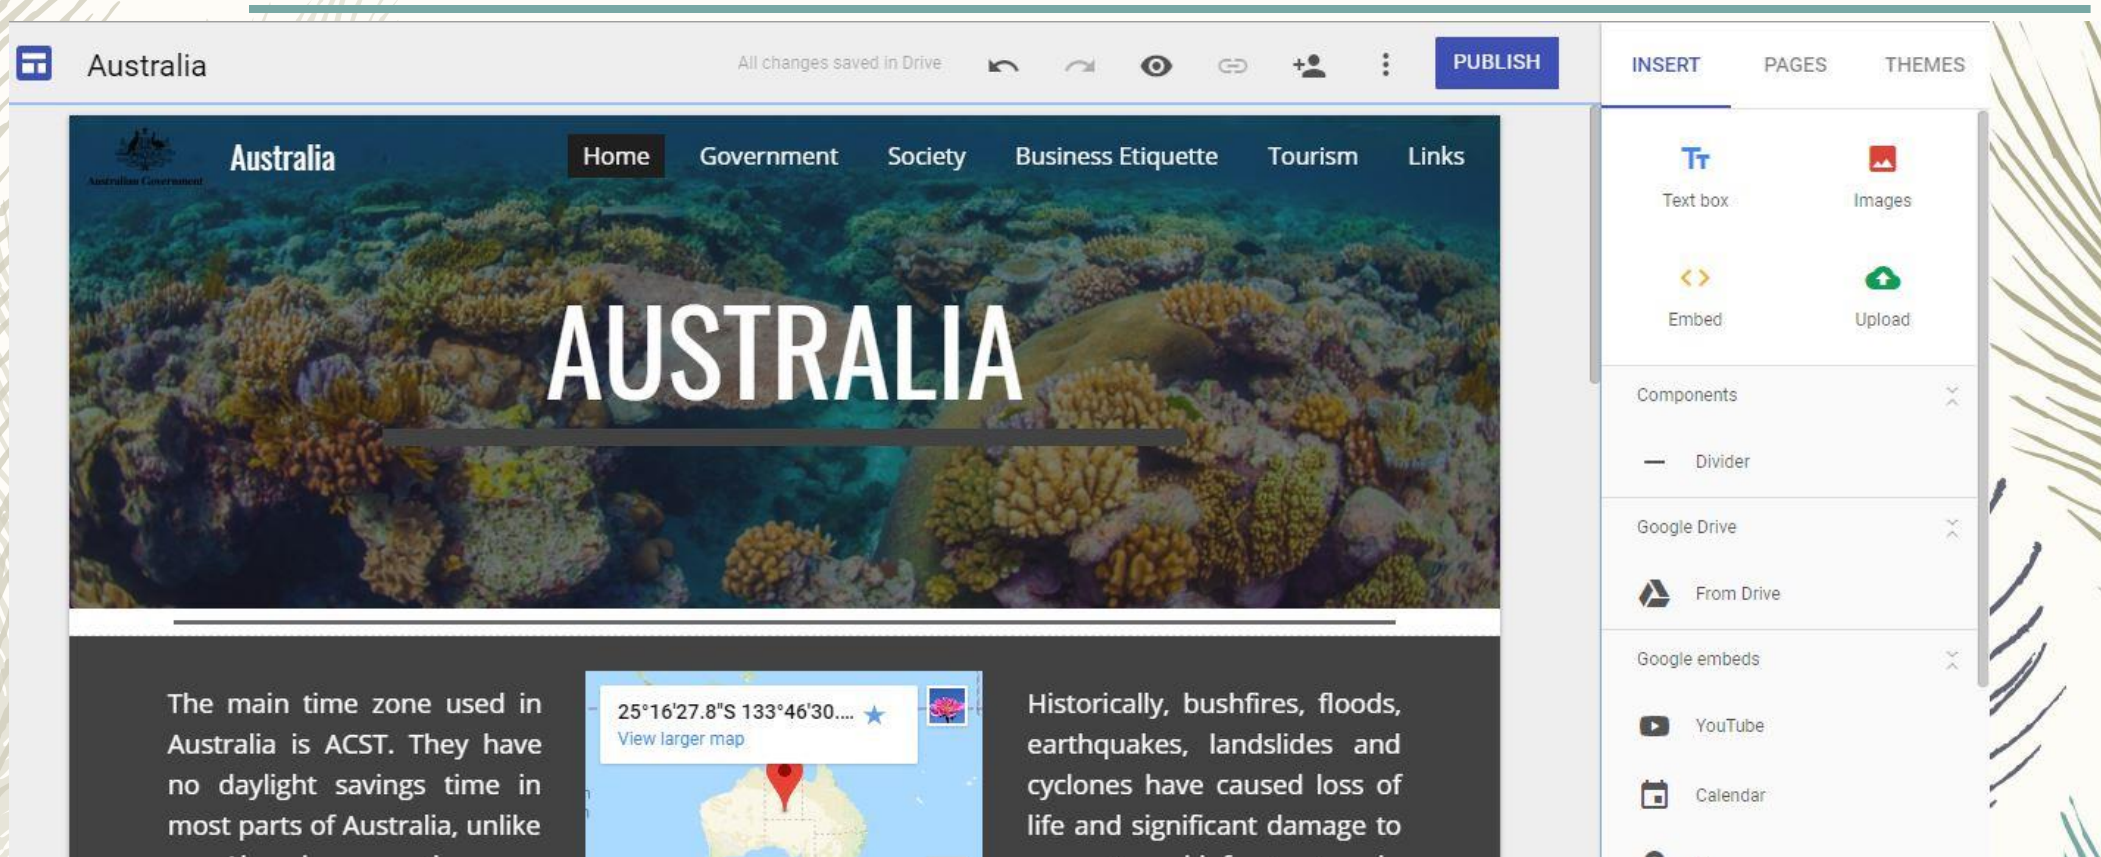 Australia
All changes saved in Drive
PUBLISH
INSERT PAGES THEMES
Australian Government
Australia
Home Government Society Business Etiquette Tourism Links
AUSTRALIA
Text box Images
Embed Upload
Components
Divider
Google Drive
From Drive
Google embeds
YouTube
Calendar
The main time zone used in
Australia is ACST. They have
no daylight savings time in
most parts of Australia, unlike
25°16'27.8"S 133°46'30....
View larger map
Historically, bushfires, floods,
earthquakes, landslides and
cyclones have caused loss of
life and significant damage to